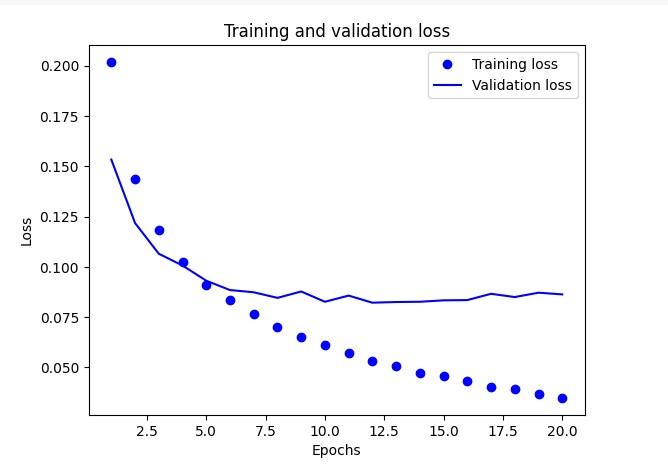 Training and validation loss
Training loss
Validation loss
0.200
0.175
0.150
0.125
0.100
0.075
0.050
Loss
2.5 5.0 7.5 10.0 12.5 15.0 17.5 20.0
Epochs